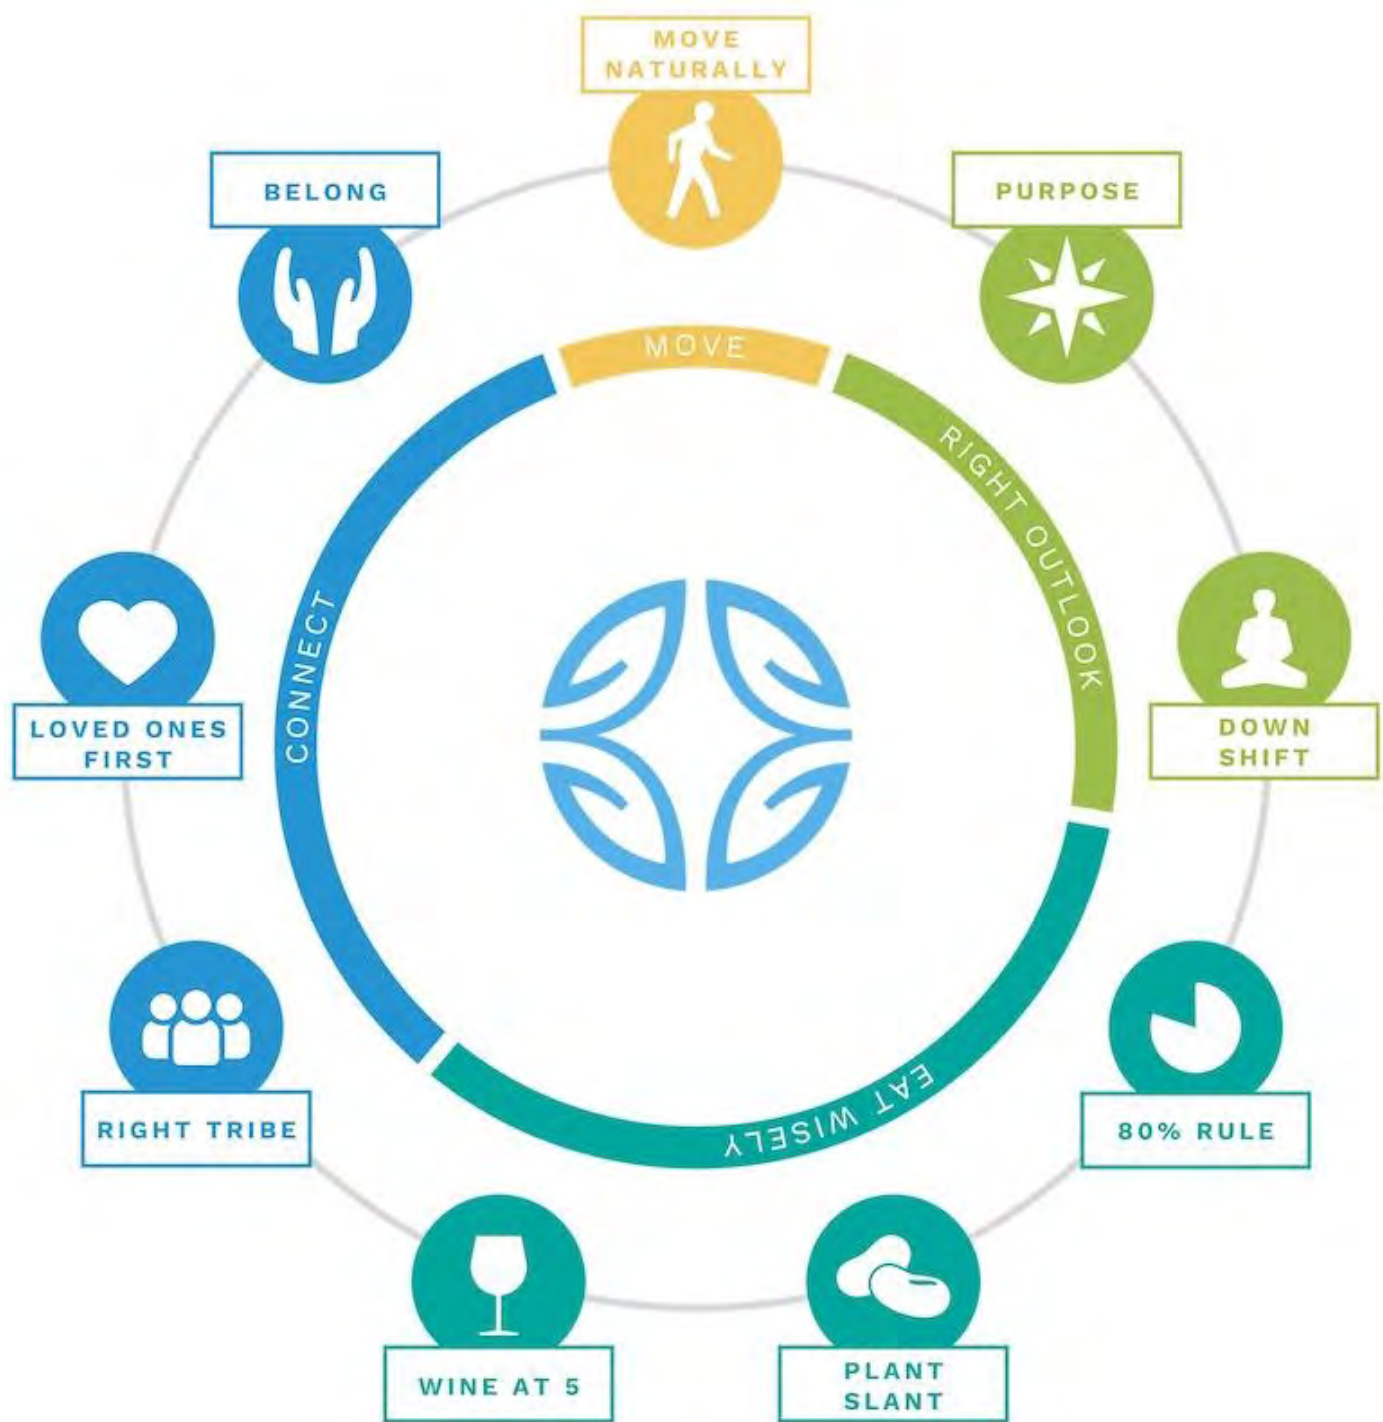 MOVE
NATURALLY
BELONG
PURPOSE
MOVE
RIGHT OUTLOOK
CONNECT
LOVED ONES
FIRST
DOWN
SHIFT
EAT WISELY
RIGHT TRIBE
80% RULE
WINE AT 5
PLANT
SLANT